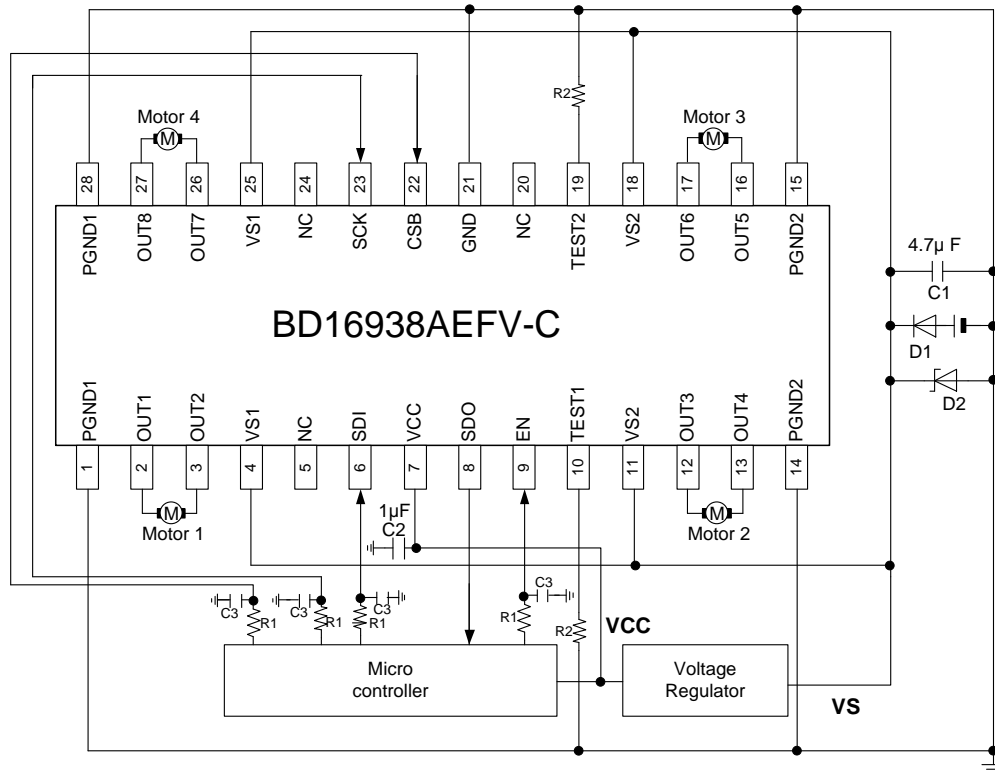 R2
Motor 4
M
Motor 3
M
28
27
26
25
24
23
22
21
20
19
18
17
16
15
PGND1
OUT8
OUT7
VS1
NC
SCK
CSB
GND
NC
TEST2
VS2
OUT6
OUT5
PGND2
4.7μ F
C1
D1
D2
BD16938AEFV-C
PGND1
OUT1
OUT2
VS1
NC
SDI
VCC
SDO
EN
TEST1
VS2
OUT3
OUT4
PGND2
1
2
3
4
5
6
7
8
9
10
11
12
13
14
M
Motor 1
1μF
C2
M
Motor 2
C3
R1
C3
R1
C3
R1
C3
R1
R2
VCC
Micro
controller
Voltage
Regulator
VS